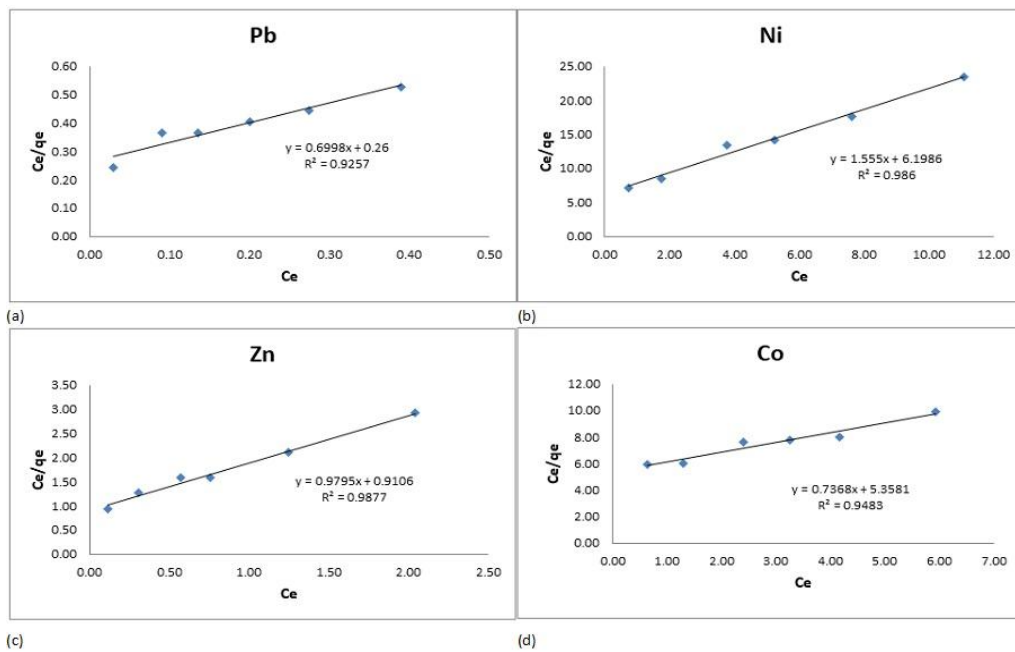 Pb
Ce/qe
0.60
0.50
0.40
0.30
0.20
0.10
0.00
y = 0.6998x + 0.26
R² = 0.9257
0.00 0.10 0.20 0.30 0.40 0.50
Ce
(a)
Ni
Ce/qe
25.00
20.00
15.00
10.00
5.00
0.00
y = 1.555x + 6.1986
R² = 0.986
0.00 2.00 4.00 6.00 8.00 10.00 12.00
Ce
(b)
Zn
Ce/qe
3.50
3.00
2.50
2.00
1.50
1.00
0.50
0.00
y = 0.9795x + 0.9106
R² = 0.9877
0.00 0.50 1.00 1.50 2.00 2.50
Ce
(c)
Co
Ce/qe
12.00
10.00
8.00
6.00
4.00
2.00
0.00
y = 0.7368x + 5.3581
R² = 0.9483
0.00 1.00 2.00 3.00 4.00 5.00 6.00 7.00
Ce
(d)